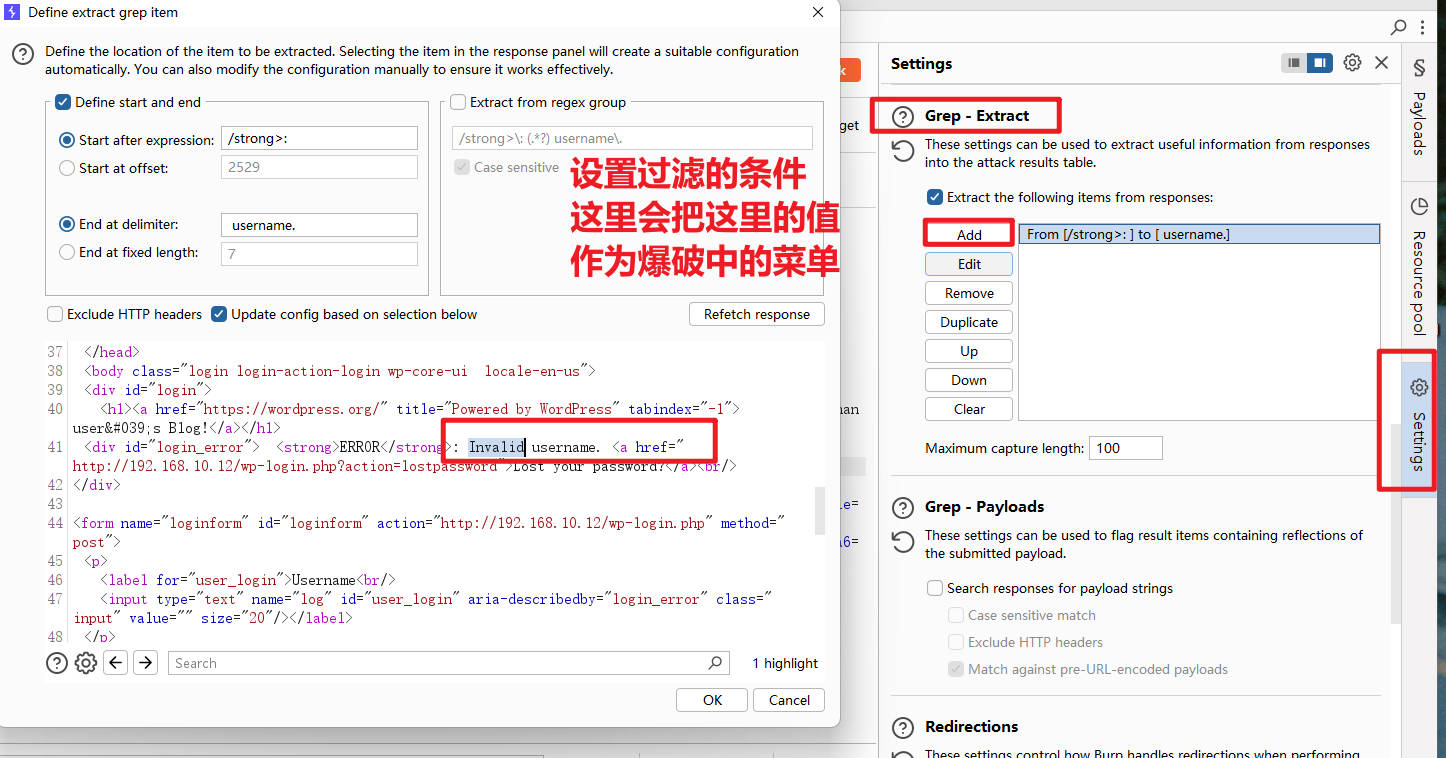 Define extract grep item
Define the location of the item to be extracted. Selecting the item in the response panel will create a suitable configuration
automatically. You can also modify the configuration manually to ensure it works effectively.
Define start and end
Start after expression:
/strong>:
Start at offset:
2529
End at delimiter:
username.
End at fixed length:
7
Extract from regex group
/strong>\: (.*?) username\.
Case sensitive
设置过滤的条件
这里会把这里的值
作为爆破中的菜单
Exclude HTTP headers
Update config based on selection below
Refetch response
37 </head>
38 <body class="login login-action-login wp-core-ui  locale-en-us">
39 <div id="login">
40 <h1><a href="https://wordpress.org/" title="Powered by WordPress" tabindex="-1">
user&#039;s Blog!</a></h1>
41 <div id="login_error">  <strong>ERROR</strong>: Invalid username. <a href="
http://192.168.10.12/wp-login.php?action=lostpassword">Lost your password?</a><br/>
42 </div>
43
44 <form name="loginform" id="loginform" action="http://192.168.10.12/wp-login.php" method="
post">
45 <p>
46 <label for="user_login">Username<br/>
47 <input type="text" name="log" id="user_login" aria-describedby="login_error" class="
input" value="" size="20"/></label>
48 </p>
Search
1 highlight
OK
Cancel
k
get
nan
le=
a6=
Settings
Grep - Extract
These settings can be used to extract useful information from responses
into the attack results table.
Extract the following items from responses:
Add
Edit
Remove
Duplicate
Up
Down
Clear
From [/strong>: ] to [ username.]
Maximum capture length:
100
Grep - Payloads
These settings can be used to flag result items containing reflections of
the submitted payload.
Search responses for payload strings
Case sensitive match
Exclude HTTP headers
Match against pre-URL-encoded payloads
Redirections
These settings control how Burp handles redirections when performing
Payloads
Resource pool
Settings